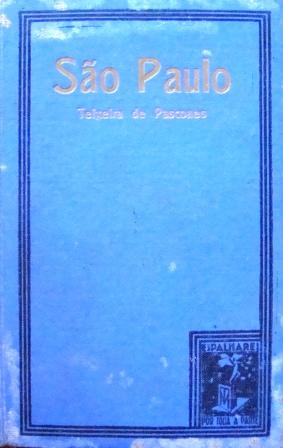 São Paulo
Teixeira de Pascoaes
ESPALHAREI
POR TODA A PARTE